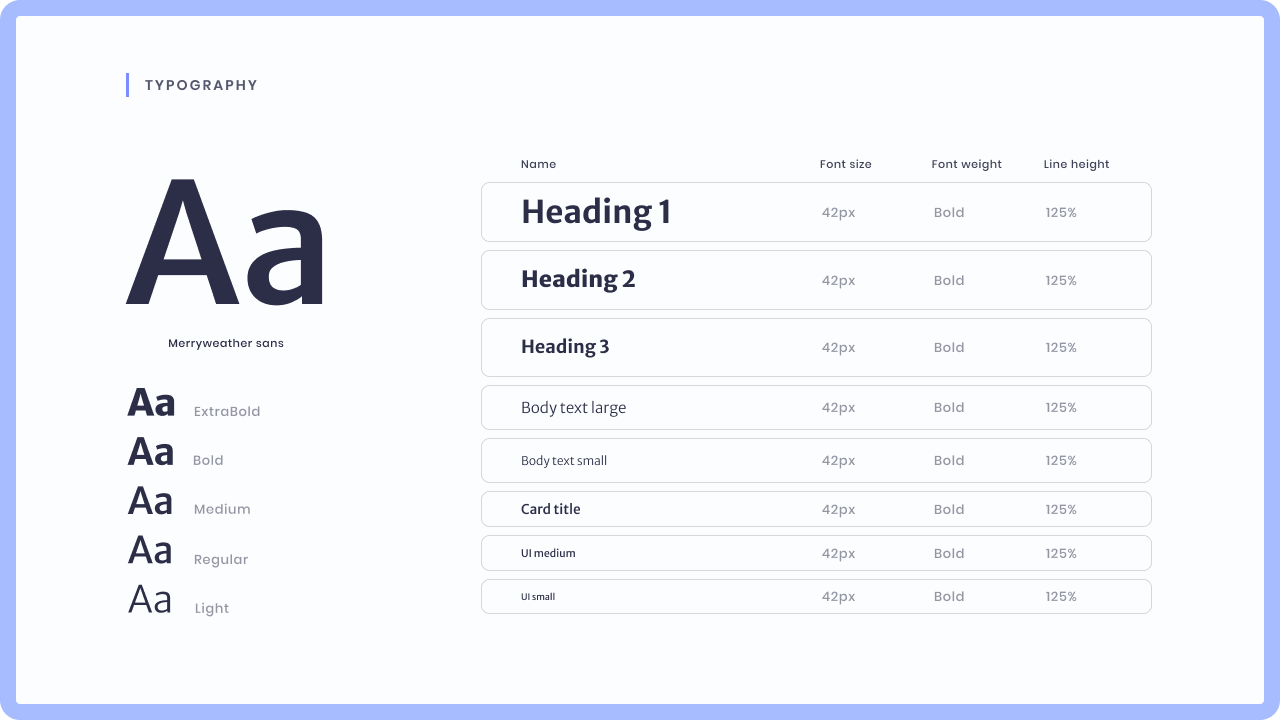 TYPOGRAPHY
Aa
Merryweather sans
Aa ExtraBold
Aa Bold
Aa Medium
Aa Regular
Aa Light
Name Font size Font weight Line height
Heading 1 42px Bold 125%
Heading 2 42px Bold 125%
Heading 3 42px Bold 125%
Body text large 42px Bold 125%
Body text small 42px Bold 125%
Card title 42px Bold 125%
UI medium 42px Bold 125%
UI small 42px Bold 125%